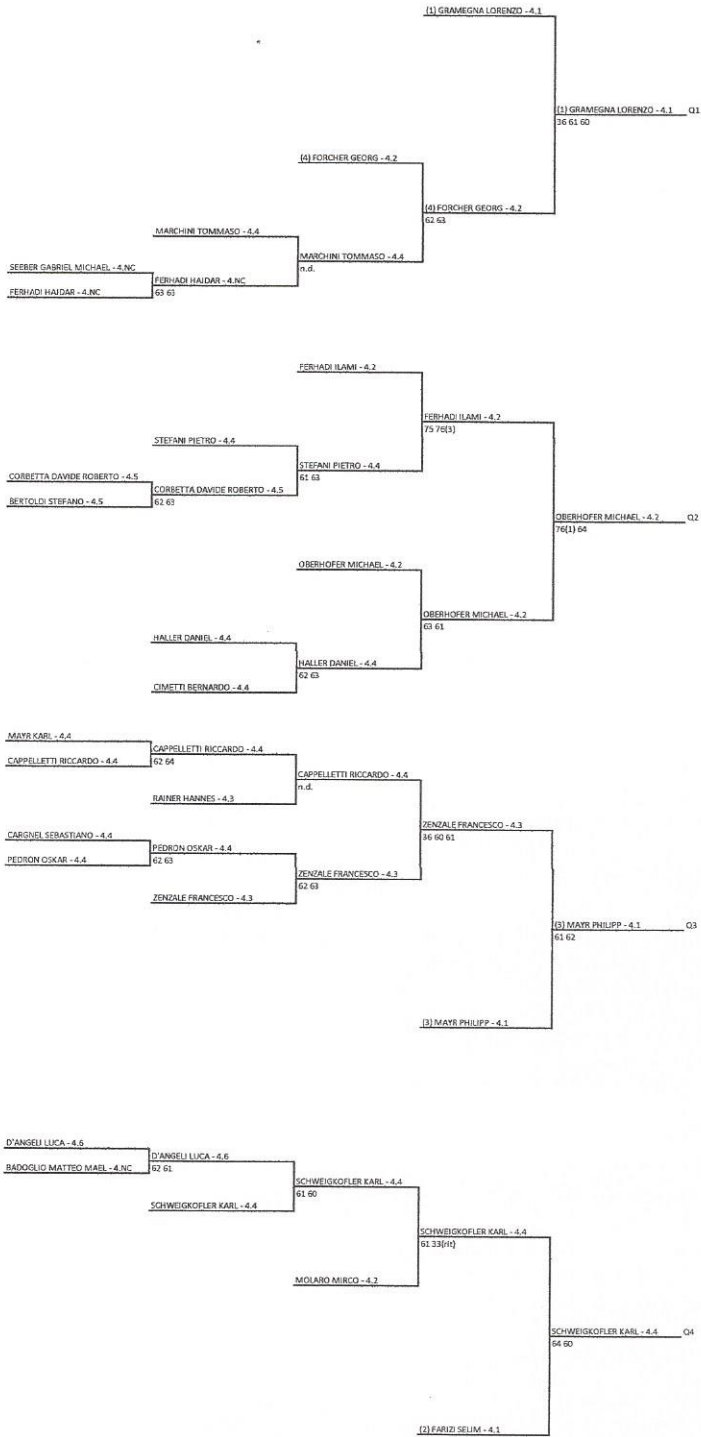 (1) GRAMEGNA LORENZO - 4.1
(1) GRAMEGNA LORENZO - 4.1 Q1
36 61 60
(4) FORCHER GEORG - 4.2
(4) FORCHER GEORG - 4.2
62 63
MARCHINI TOMMASO - 4.4
MARCHINI TOMMASO - 4.4
n.d.
SEEBER GABRIEL MICHAEL - 4.NC
FERHADI HAJDAR - 4.NC
63 63
FERHADI HAJDAR - 4.NC
FERHADI ILAMI - 4.2
FERHADI ILAMI - 4.2
75 76(3)
STEFANI PIETRO - 4.4
STEFANI PIETRO - 4.4
61 63
CORBETTA DAVIDE ROBERTO - 4.5
CORBETTA DAVIDE ROBERTO - 4.5
62 63
BERTOLDI STEFANO - 4.5
OBERHOFER MICHAEL - 4.2 Q2
76(1) 64
OBERHOFER MICHAEL - 4.2
OBERHOFER MICHAEL - 4.2
63 61
HALLER DANIEL - 4.4
HALLER DANIEL - 4.4
62 63
CIMETTI BERNARDO - 4.4
MAYR KARL - 4.4
CAPPELLETTI RICCARDO - 4.4
62 64
CAPPELLETTI RICCARDO - 4.4
CAPPELLETTI RICCARDO - 4.4
n.d.
RAINER HANNES - 4.3
ZENZALE FRANCESCO - 4.3
36 60 61
CARGNEL SEBASTIANO - 4.4
PEDRON OSKAR - 4.4
62 63
PEDRON OSKAR - 4.4
ZENZALE FRANCESCO - 4.3
62 63
ZENZALE FRANCESCO - 4.3
(3) MAYR PHILIPP - 4.1 Q3
61 62
(3) MAYR PHILIPP - 4.1
D'ANGELI LUCA - 4.6
D'ANGELI LUCA - 4.6
62 61
BADOGLIO MATTEO MAEL - 4.NC
SCHWEIGKOFLER KARL - 4.4
61 60
SCHWEIGKOFLER KARL - 4.4
SCHWEIGKOFLER KARL - 4.4
61 33(rit)
MOLARO MIRCO - 4.2
SCHWEIGKOFLER KARL - 4.4 Q4
64 60
(2) FARIZI SELIM - 4.1